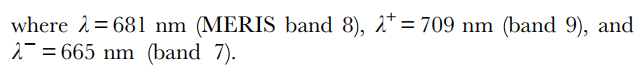 where λ = 681 nm (MERIS band 8), λ⁺ = 709 nm (band 9), and
λ⁻ = 665 nm (band 7).